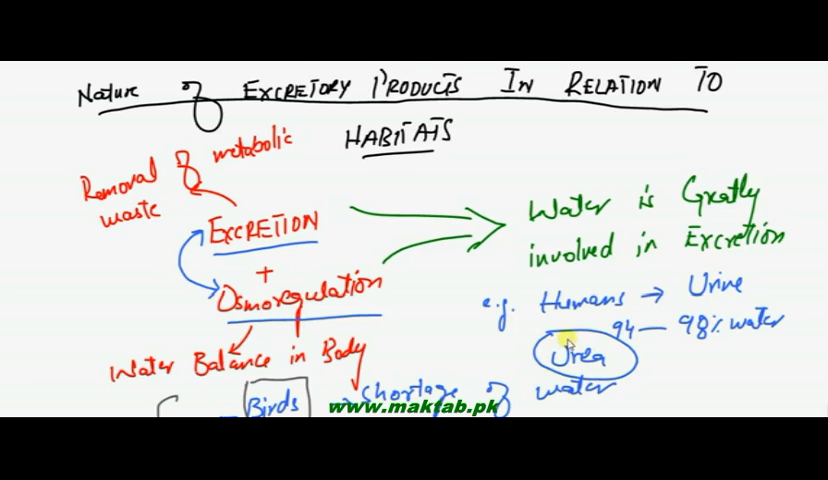 Nature of EXCRETORY PRODUCTS IN RELATION TO
HABITATS
Removal of metabolic
waste
EXCRETION
+
Osmoregulation
Water Balance in Body
Water is Greatly
involved in Excretion
e.g. Humans → Urine
94 — 98% water
Urea
Birds → shortage of water
www.maktab.pk